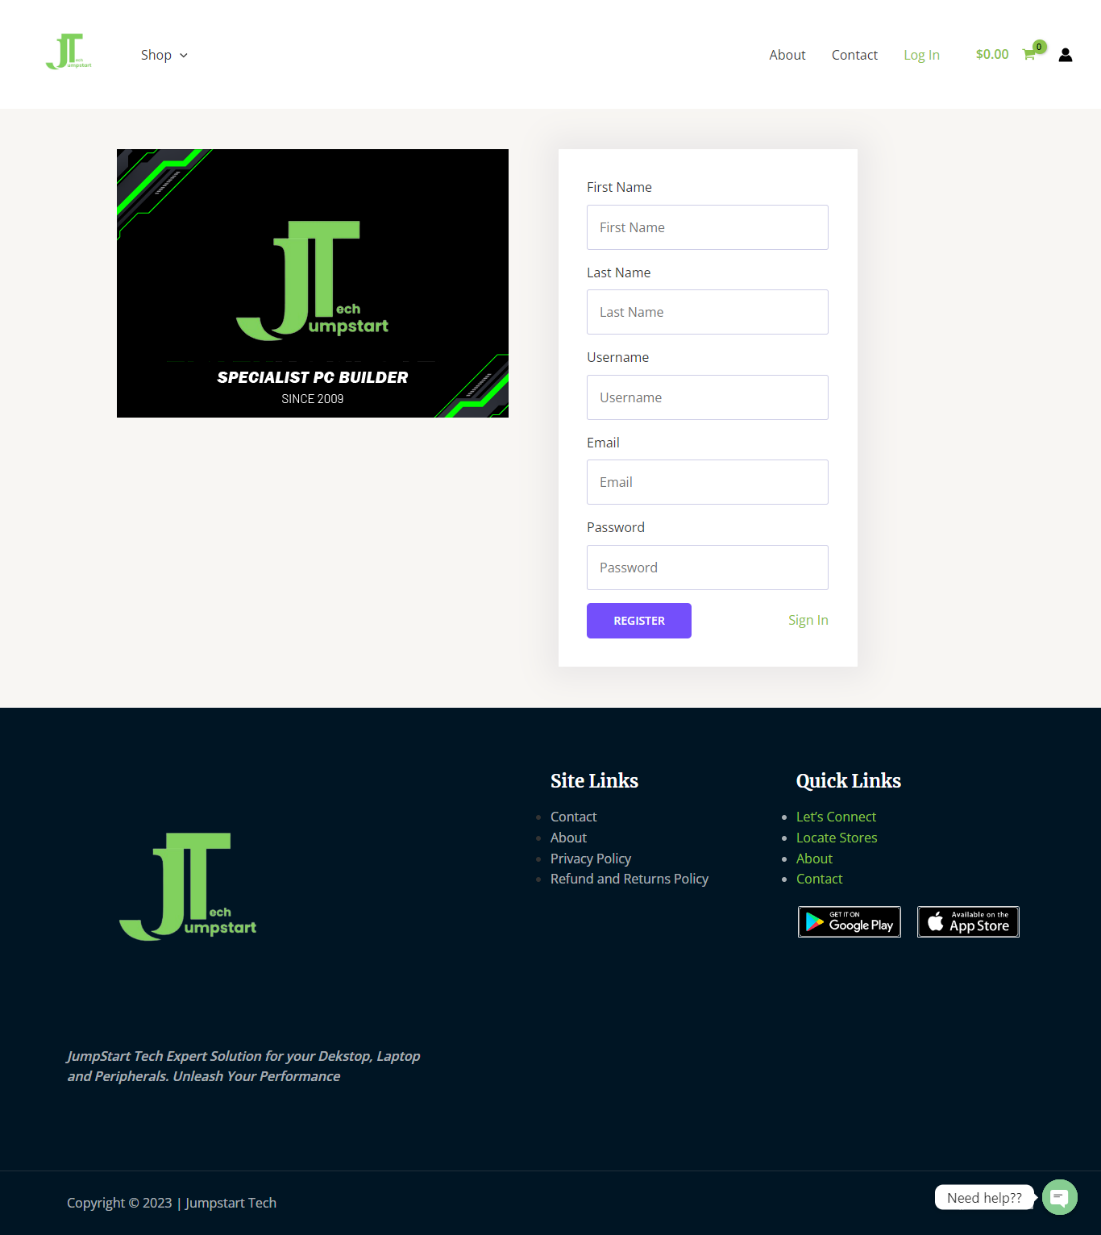 JT
ech
umpstart
Shop
About
Contact
Log In
$0.00
0
JT
ech
umpstart
SPECIALIST PC BUILDER
SINCE 2009
First Name
First Name
Last Name
Last Name
Username
Username
Email
Email
Password
Password
REGISTER
Sign In
JT
ech
umpstart
JumpStart Tech Expert Solution for your Dekstop, Laptop
and Peripherals. Unleash Your Performance
Site Links
Contact
About
Privacy Policy
Refund and Returns Policy
Quick Links
Let’s Connect
Locate Stores
About
Contact
GET IT ON
Google Play
Available on the
App Store
Copyright © 2023 | Jumpstart Tech
Need help??